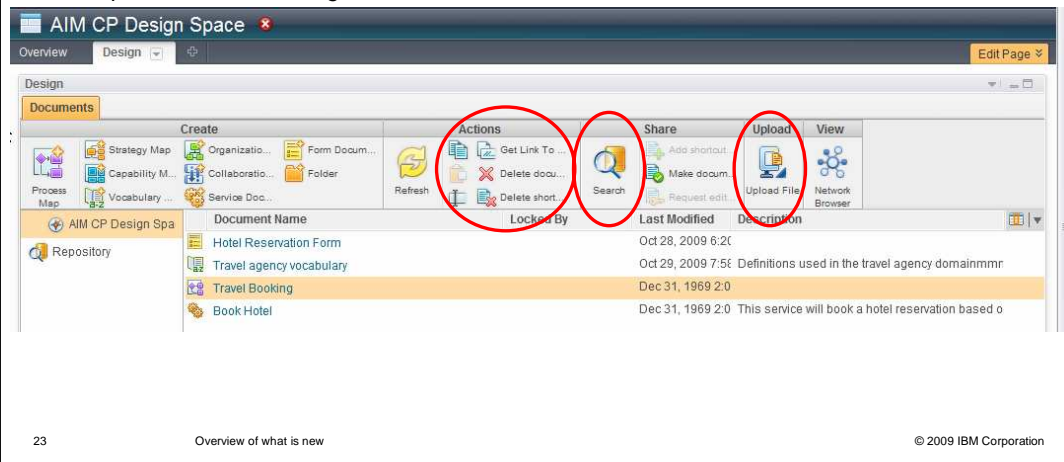 AIM CP Design Space
Overview Design Edit Page
Design
Documents
Create Actions Share Upload View
Strategy Map Organizatio... Form Docum... Get Link To ... Add shortcut
Capability M... Collaboratio... Folder Delete docu... Make docum...
Process Map Vocabulary ... Service Doc... Refresh Delete short... Search Request edit... Upload File Network Browser
AIM CP Design Spa Document Name Locked By Last Modified Description
Repository Hotel Reservation Form Oct 28, 2009 6:20
Travel agency vocabulary Oct 29, 2009 7:58 Definitions used in the travel agency domainmmr
Travel Booking Dec 31, 1969 2:0
Book Hotel Dec 31, 1969 2:0 This service will book a hotel reservation based o
23 Overview of what is new © 2009 IBM Corporation